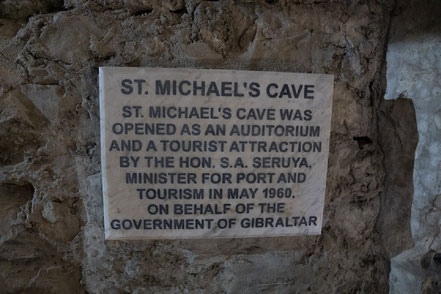 ST. MICHAEL'S CAVE
ST. MICHAEL'S CAVE WAS
OPENED AS AN AUDITORIUM
AND A TOURIST ATTRACTION
BY THE HON. S.A. SERUYA,
MINISTER FOR PORT AND
TOURISM IN MAY 1960.
ON BEHALF OF THE
GOVERNMENT OF GIBRALTAR